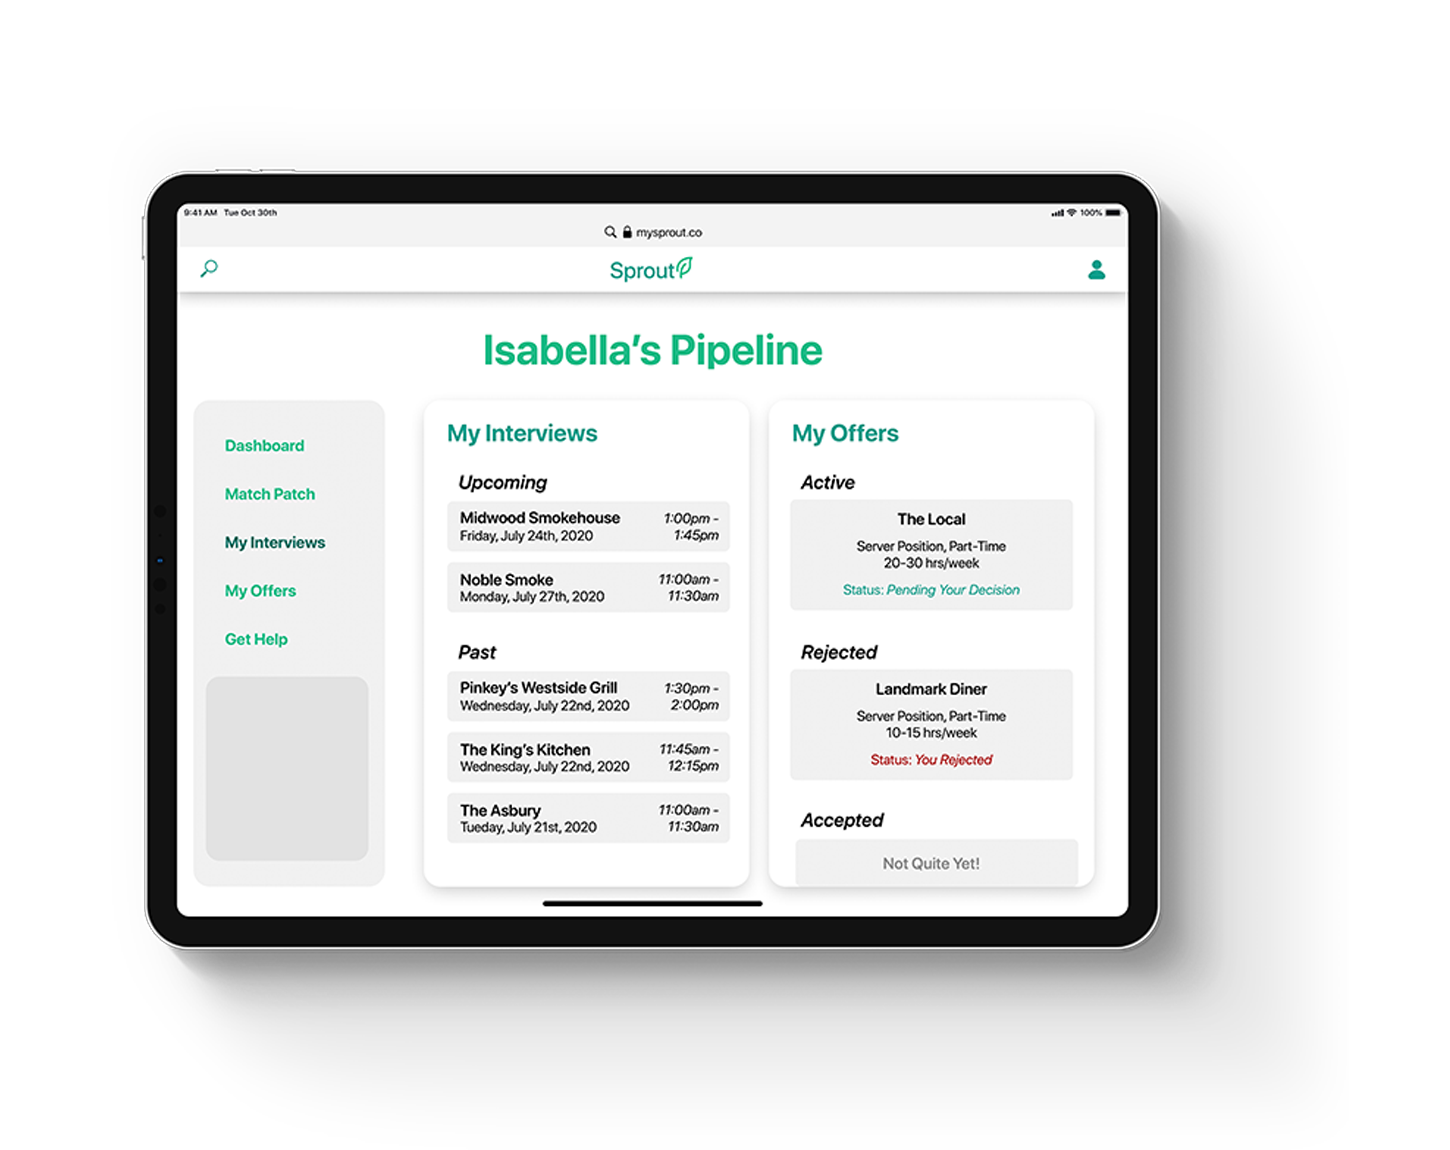 9:41 AM Tue Oct 30th
100%
mysprout.co
Sprout
Isabella's Pipeline
Dashboard
Match Patch
My Interviews
My Offers
Get Help
My Interviews
Upcoming
Midwood Smokehouse 1:00pm -
Friday, July 24th, 2020 1:45pm
Noble Smoke 11:00am -
Monday, July 27th, 2020 11:30am
Past
Pinkey's Westside Grill 1:30pm -
Wednesday, July 22nd, 2020 2:00pm
The King's Kitchen 11:45am -
Wednesday, July 22nd, 2020 12:15pm
The Asbury 11:00am -
Tueday, July 21st, 2020 11:30am
My Offers
Active
The Local
Server Position, Part-Time
20-30 hrs/week
Status: Pending Your Decision
Rejected
Landmark Diner
Server Position, Part-Time
10-15 hrs/week
Status: You Rejected
Accepted
Not Quite Yet!